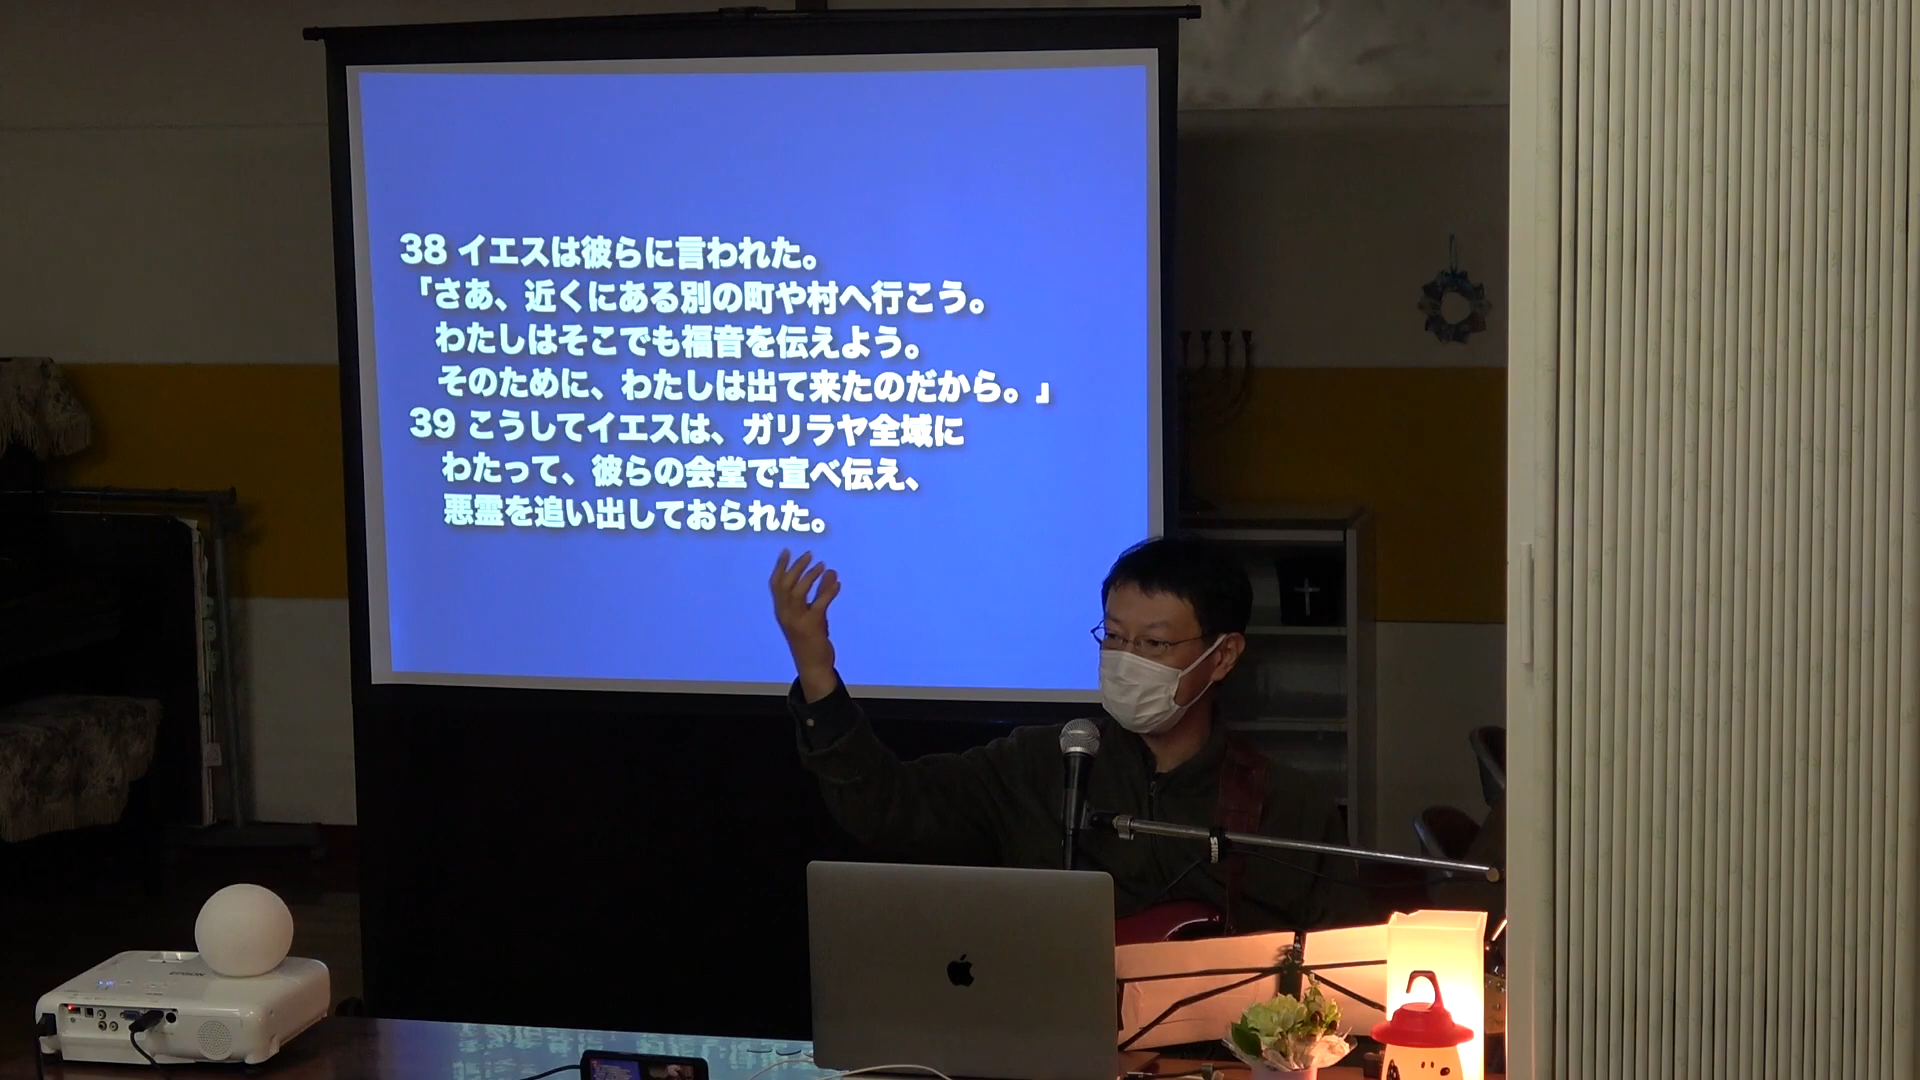 38 イエスは彼らに言われた。
「さあ、近くにある別の町や村へ行こう。
わたしはそこでも福音を伝えよう。
そのために、わたしは出て来たのだから。』
39 こうしてイエスは、ガリラヤ全域に
わたって、彼らの会堂で宣べ伝え、
悪霊を追い出しておられた。
EPSON